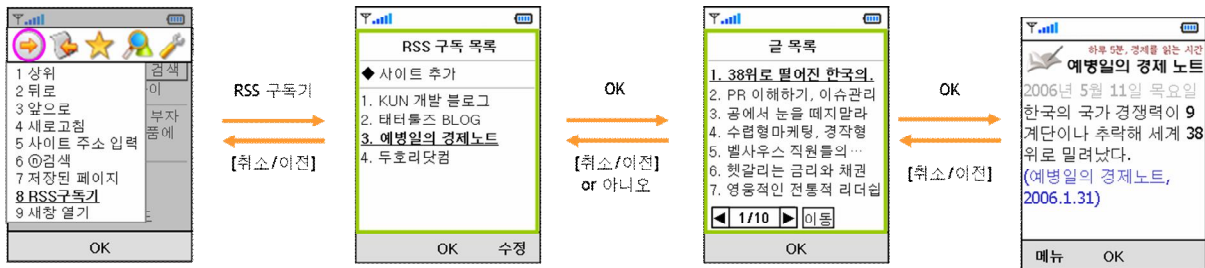 1 상위
2 뒤로
3 앞으로
4 새로고침
5 사이트 주소 입력
6 ⓝ검색
7 저장된 페이지
8 RSS구독기
9 새창 열기
검색
이
부자
품에
OK
RSS 구독기
[취소/이전]
RSS 구독 목록
◆ 사이트 추가
1. KUN 개발 블로그
2. 태터툴즈 BLOG
3. 예병일의 경제노트
4. 두호리닷컴
OK 수정
OK
[취소/이전]
or 아니오
글 목록
1. 38위로 떨어진 한국의.
2. PR 이해하기, 이슈관리
3. 공에서 눈을 떼지말라
4. 수렴형마케팅, 경작형
5. 벨사우스 직원들의…
6. 헷갈리는 금리와 채권
7. 영웅적인 전통적 리더쉽
◀ 1/10 ▶ 이동
OK
OK
[취소/이전]
하루 5분, 경제를 읽는 시간
예병일의 경제 노트
2006년 5월 11일 목요일
한국의 국가 경쟁력이 9
계단이나 추락해 세계 38
위로 밀려났다.
(예병일의 경제노트,
2006.1.31)
메뉴 OK